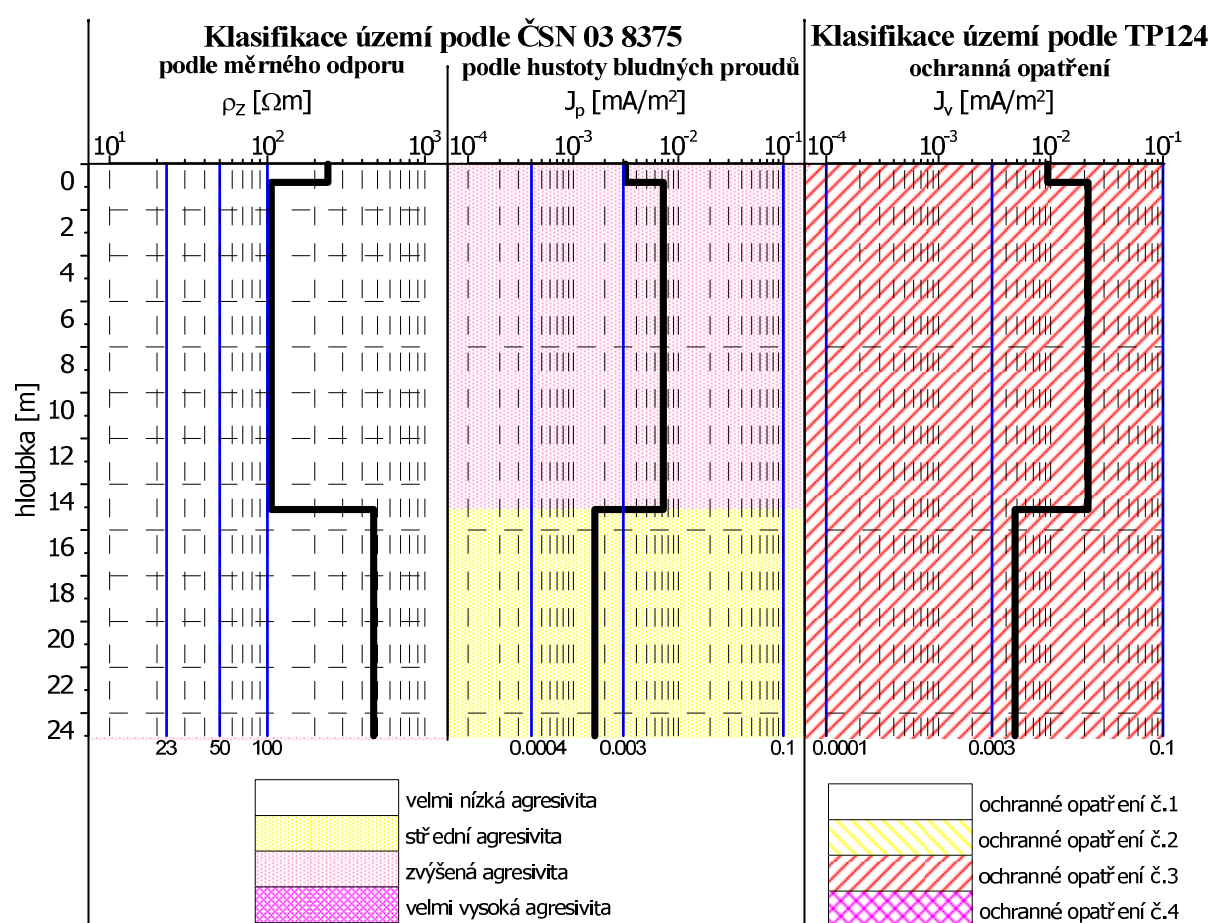 Klasifikace území podle ČSN 03 8375
Klasifikace území podle TP124
podle měrného odporu
podle hustoty bludných proudů
ochranná opatření
ρZ [Ωm]
Jp [mA/m²]
Jv [mA/m²]
10¹ 10² 10³ 10⁻⁴ 10⁻³ 10⁻² 10⁻¹ 10⁻⁴ 10⁻³ 10⁻² 10⁻¹
hloubka [m]
0
2
4
6
8
10
12
14
16
18
20
22
24
23 50 100 0.0004 0.003 0.1 0.0001 0.003 0.1
velmi nízká agresivita
střední agresivita
zvýšená agresivita
velmi vysoká agresivita
ochranné opatření č.1
ochranné opatření č.2
ochranné opatření č.3
ochranné opatření č.4